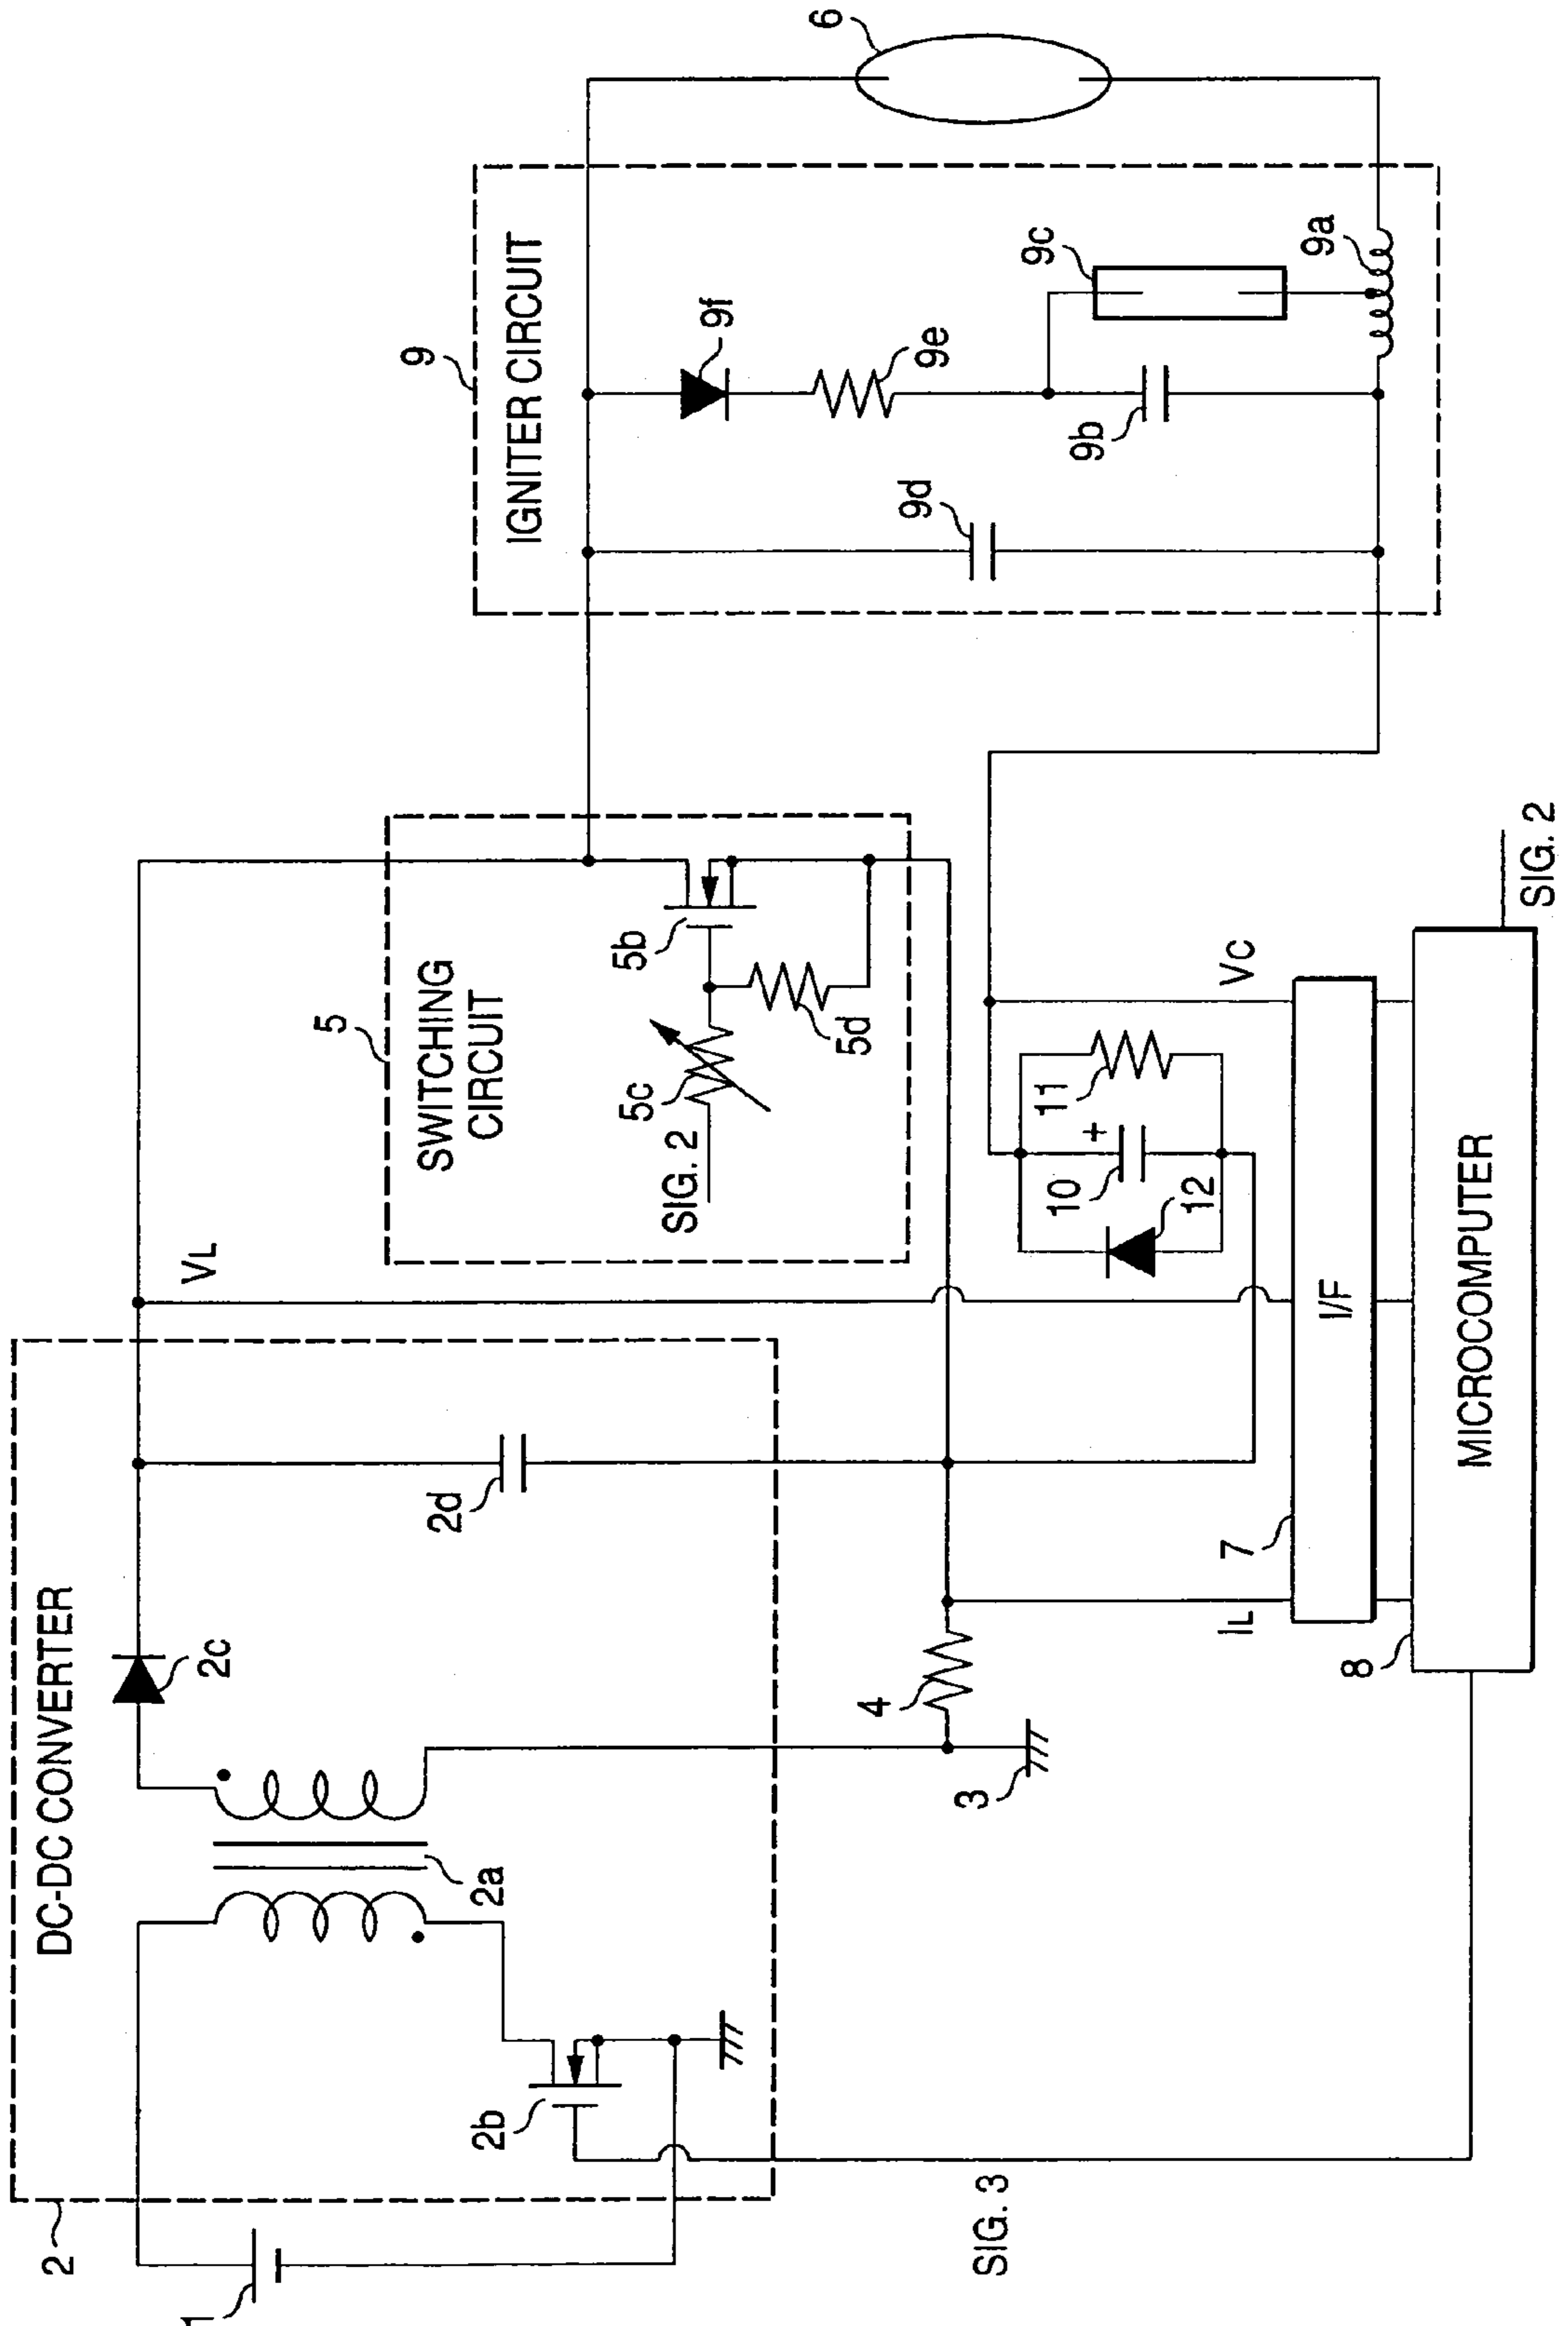 DC-DC CONVERTER
2
1
2a
2b
2c
2d
VL
SWITCHING
CIRCUIT
5
5b
5c
5d
SIG. 2
IGNITER CIRCUIT
9
9f
9e
9c
9b
9d
9a
6
3
4
10
11
12
+
VC
IL
7
I/F
8
MICROCOMPUTER
SIG. 2
SIG. 3